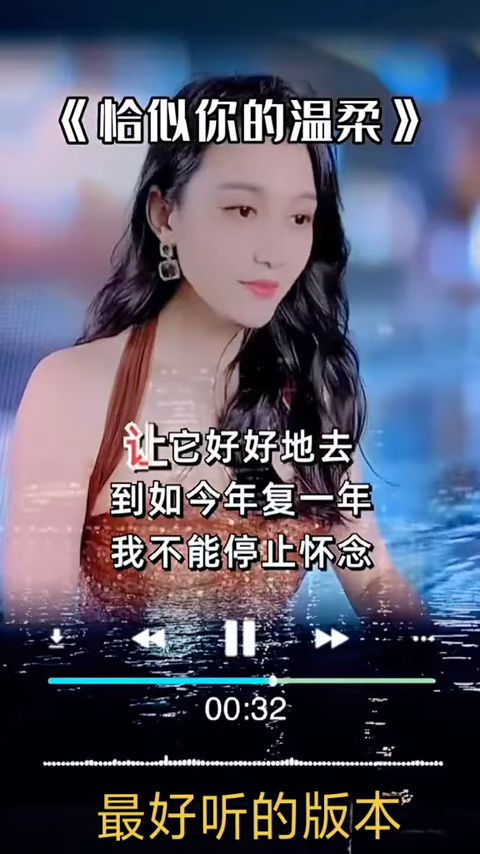 《恰似你的温柔》
让它好好地去
到如今年复一年
我不能停止怀念
00:32
最好听的版本